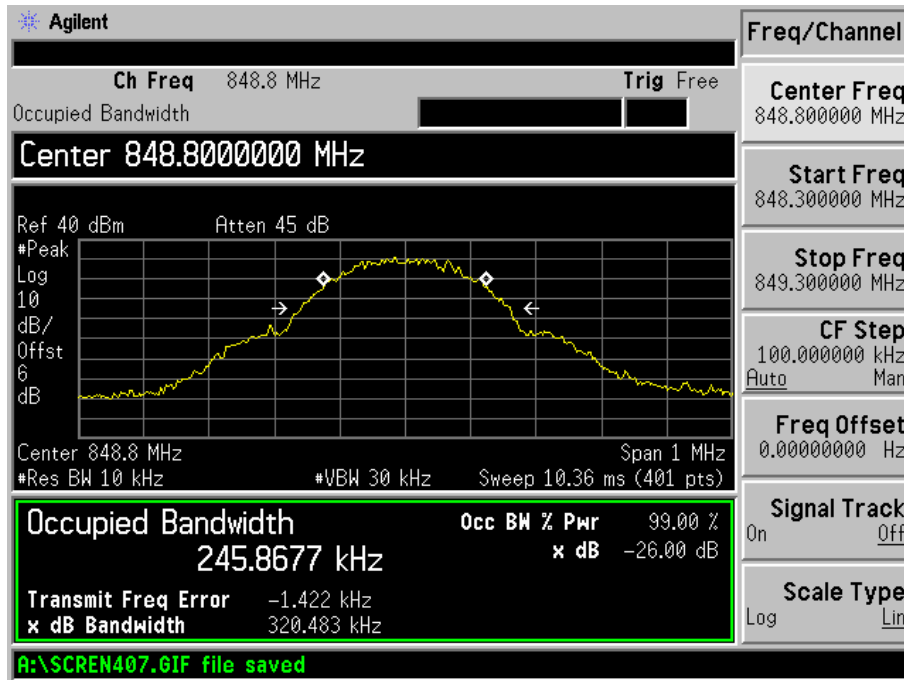 Agilent
Freq/Channel
Ch Freq 848.8 MHz Trig Free
Occupied Bandwidth
Center 848.8000000 MHz
Ref 40 dBm Atten 45 dB
#Peak
Log
10
dB/
Offst
6
dB
Center 848.8 MHz Span 1 MHz
#Res BW 10 kHz #VBW 30 kHz Sweep 10.36 ms (401 pts)
Occupied Bandwidth
245.8677 kHz
Occ BW % Pwr 99.00 %
x dB -26.00 dB
Transmit Freq Error -1.422 kHz
x dB Bandwidth 320.483 kHz
A:\SCREN407.GIF file saved
Center Freq
848.800000 MHz
Start Freq
848.300000 MHz
Stop Freq
849.300000 MHz
CF Step
100.000000 kHz
Auto Man
Freq Offset
0.00000000 Hz
Signal Track
On Off
Scale Type
Log Lin